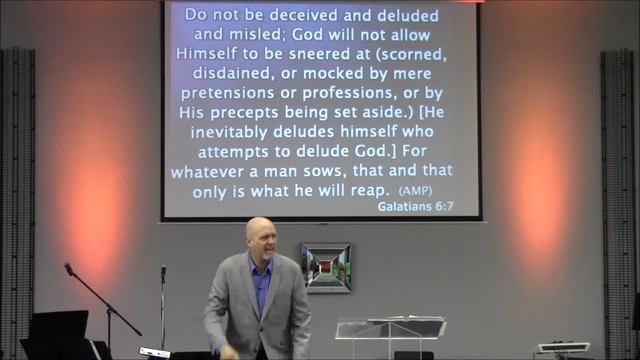 Do not be deceived and deluded
and misled; God will not allow
Himself to be sneered at (scorned,
disdained, or mocked by mere
pretensions or professions, or by
His precepts being set aside.) [He
inevitably deludes himself who
attempts to delude God.] For
whatever a man sows, that and that
only is what he will reap. (AMP)
Galatians 6:7